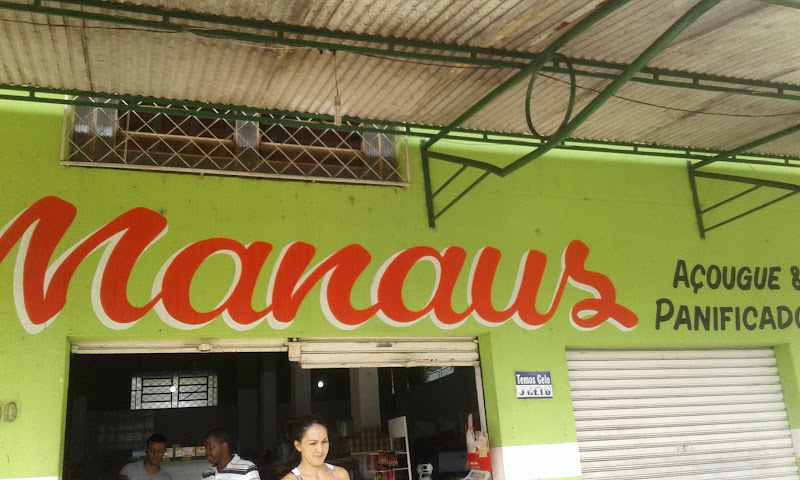 Manaus
AÇOUGUE &
PANIFICADO
Temos Gelo